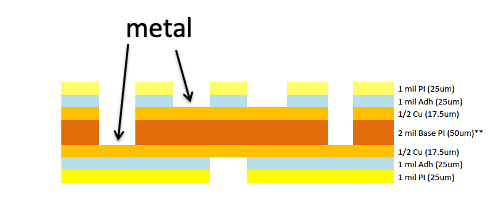 metal
1 mil PI (25um)
1 mil Adh (25um)
1/2 Cu (17.5um)
2 mil Base PI (50um)**
1/2 Cu (17.5um)
1 mil Adh (25um)
1 mil PI (25um)